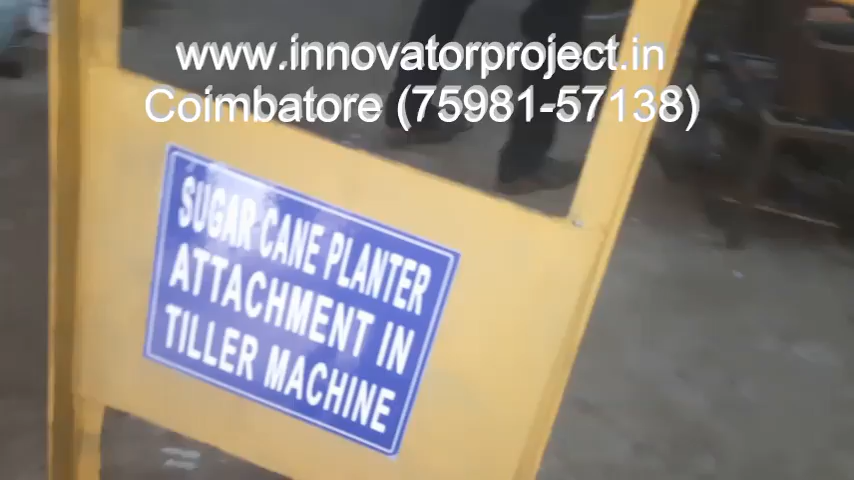 www.innovatorproject.in
Coimbatore (75981-57138)
SUGAR CANE PLANTER
ATTACHMENT IN
TILLER MACHINE